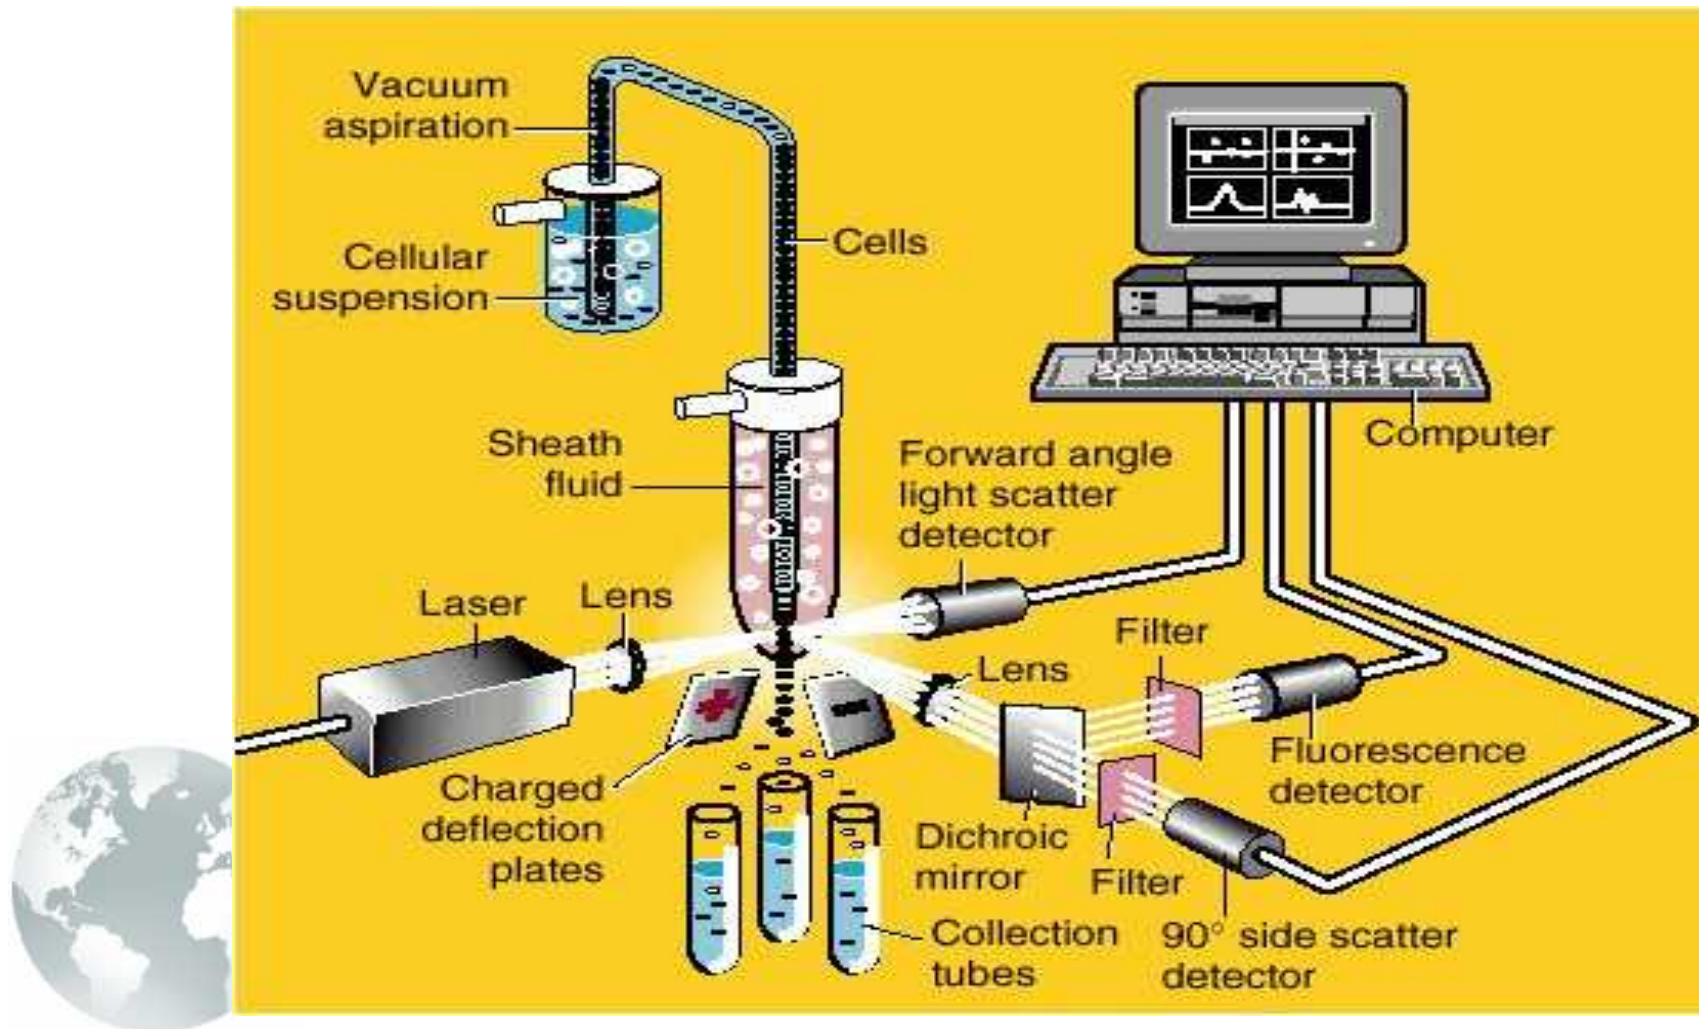 Vacuum
aspiration
Cellular
suspension
Cells
Sheath
fluid
Forward angle
light scatter
detector
Computer
Laser
Lens
Filter
Lens
Fluorescence
detector
Charged
deflection
plates
Dichroic
mirror
Filter
Collection
tubes
90° side scatter
detector